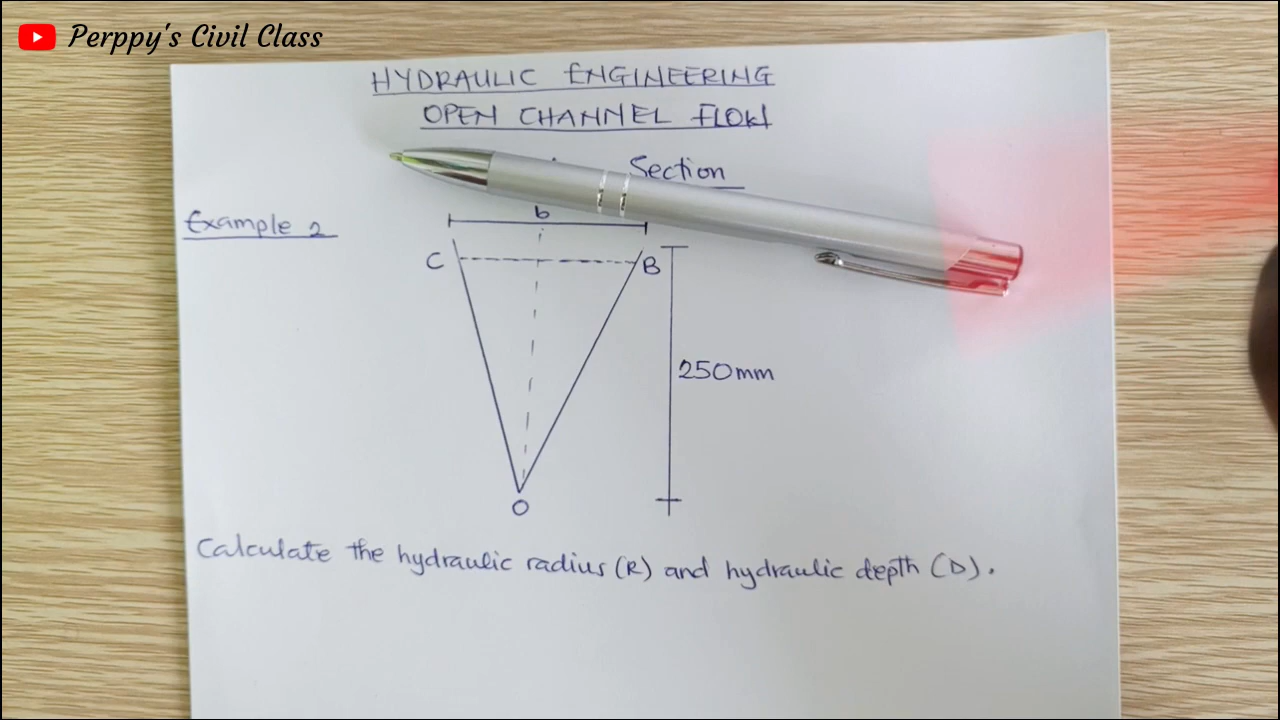 Perppy's Civil Class
HYDRAULIC ENGINEERING
OPEN CHANNEL FLOW
Section
Example 2
b
C
B
250mm
O
Calculate the hydraulic radius (R) and hydraulic depth (D).